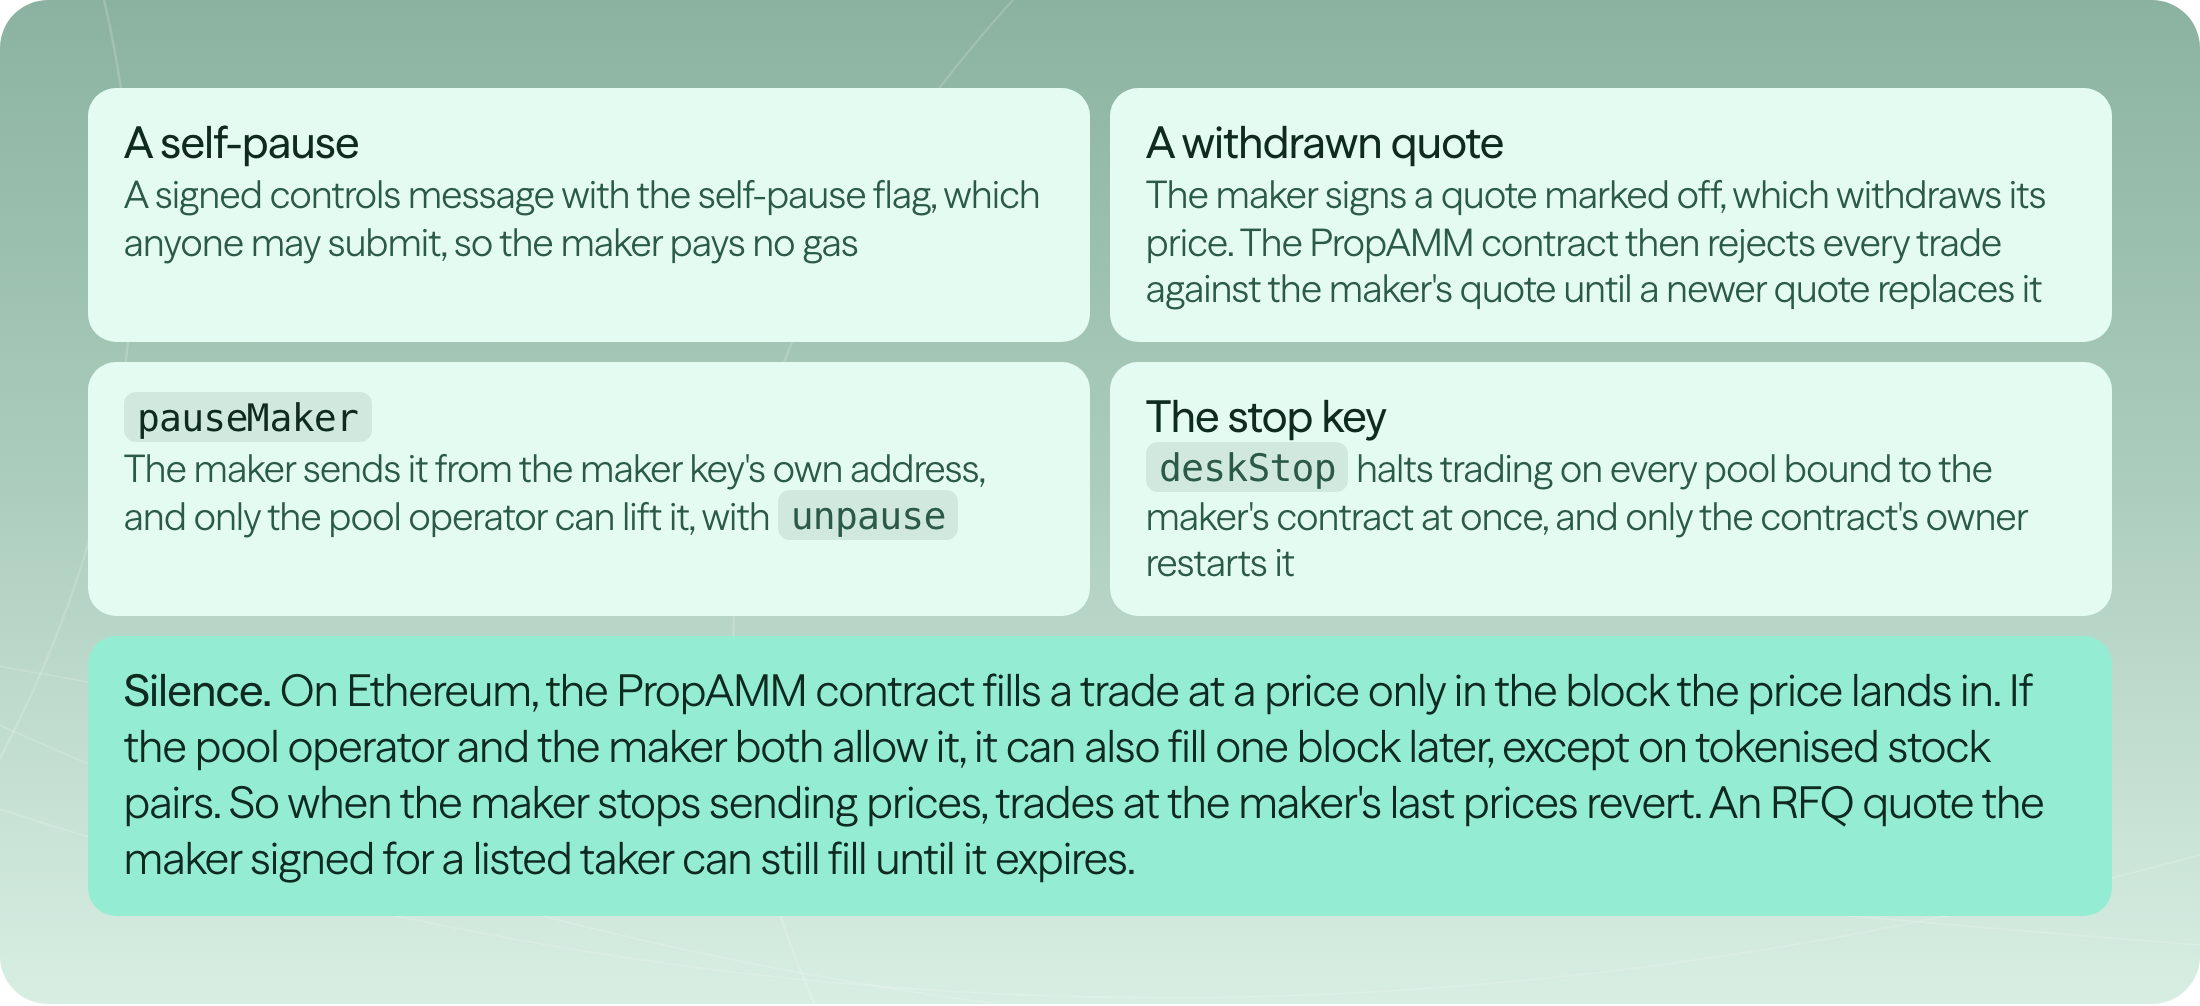 A self-pause
A signed controls message with the self-pause flag, which
anyone may submit, so the maker pays no gas
A withdrawn quote
The maker signs a quote marked off, which withdraws its
price. The PropAMM contract then rejects every trade
against the maker's quote until a newer quote replaces it
pauseMaker
The maker sends it from the maker key's own address,
and only the pool operator can lift it, with unpause
The stop key
deskStop halts trading on every pool bound to the
maker's contract at once, and only the contract's owner
restarts it
Silence. On Ethereum, the PropAMM contract fills a trade at a price only in the block the price lands in. If
the pool operator and the maker both allow it, it can also fill one block later, except on tokenised stock
pairs. So when the maker stops sending prices, trades at the maker's last prices revert. An RFQ quote the
maker signed for a listed taker can still fill until it expires.